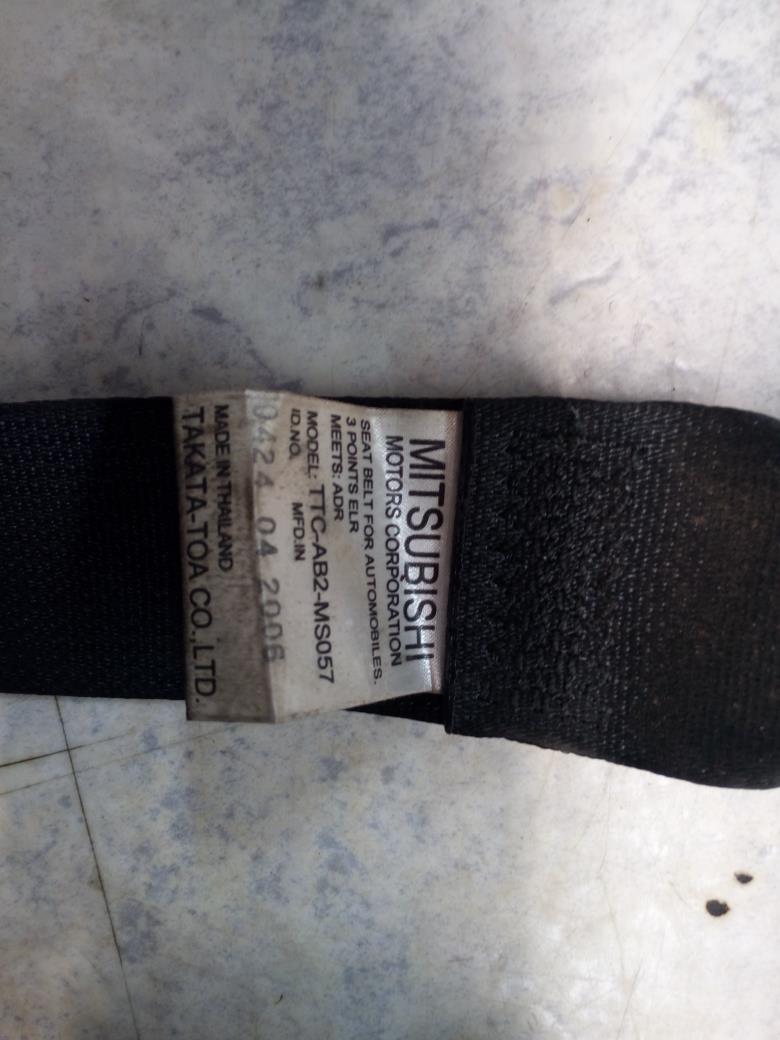 MITSUBISHI
MOTORS CORPORATION
SEAT BELT FOR AUTOMOBILES.
3 POINTS ELR
MEETS: ADR
MODEL: TTC-AB2-MS057
ID.NO. MFD.IN
0424 04 2006
MADE IN THAILAND
TAKATA-TOA CO.,LTD.